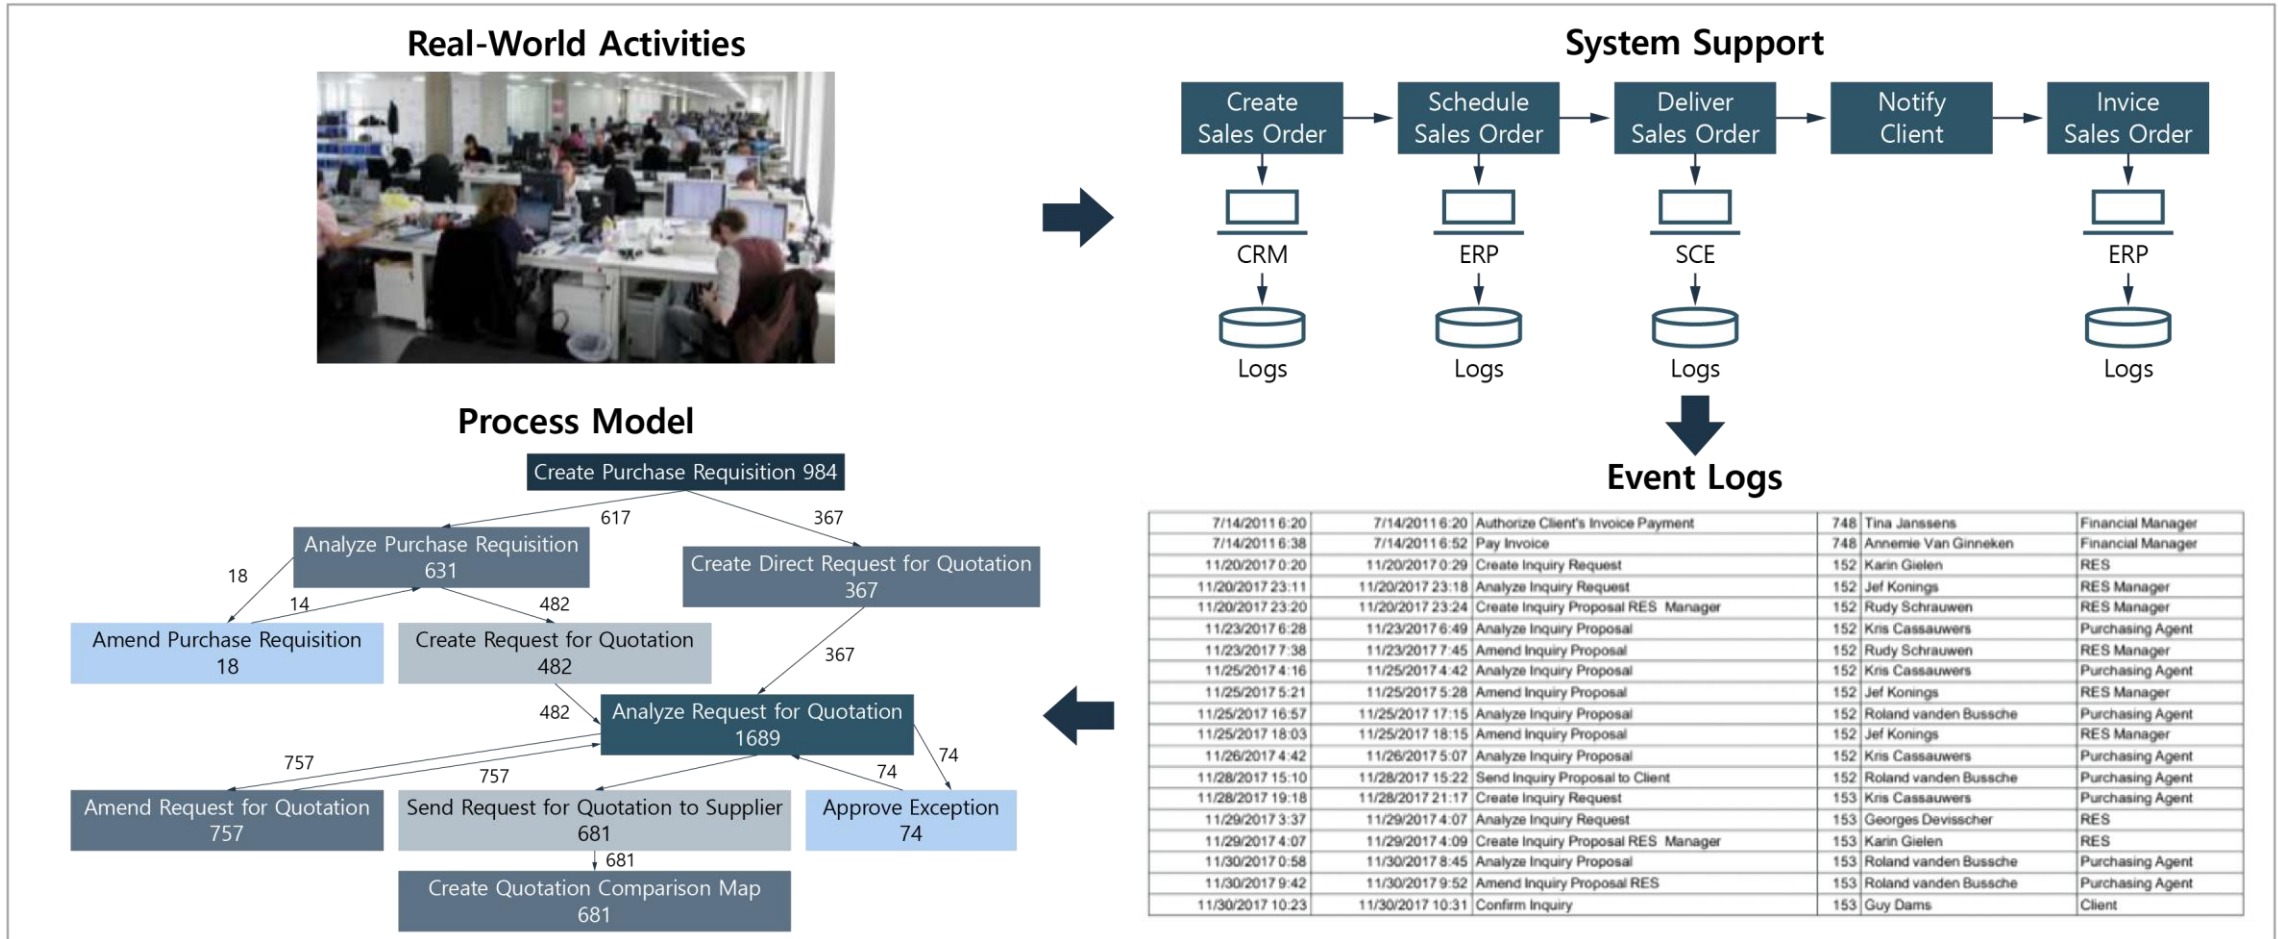 Real-World Activities
System Support
Create
Sales Order
Schedule
Sales Order
Deliver
Sales Order
Notify
Client
Invice
Sales Order
CRM
ERP
SCE
ERP
Logs
Logs
Logs
Logs
Process Model
Create Purchase Requisition 984
617
367
Analyze Purchase Requisition
631
Create Direct Request for Quotation
367
18
14
482
Amend Purchase Requisition
18
Create Request for Quotation
482
367
482
Analyze Request for Quotation
1689
757
757
74
74
Amend Request for Quotation
757
Send Request for Quotation to Supplier
681
Approve Exception
74
681
Create Quotation Comparison Map
681
Event Logs
7/14/2011 6:20 7/14/2011 6:20 Authorize Client's Invoice Payment 748 Tina Janssens Financial Manager
7/14/2011 6:38 7/14/2011 6:52 Pay Invoice 748 Annemie Van Ginneken Financial Manager
11/20/2017 0:20 11/20/2017 0:29 Create Inquiry Request 152 Karin Gielen RES
11/20/2017 23:11 11/20/2017 23:18 Analyze Inquiry Request 152 Jef Konings RES Manager
11/20/2017 23:20 11/20/2017 23:24 Create Inquiry Proposal RES Manager 152 Rudy Schrauwen RES Manager
11/23/2017 6:28 11/23/2017 6:49 Analyze Inquiry Proposal 152 Kris Cassauwers Purchasing Agent
11/23/2017 7:38 11/23/2017 7:45 Amend Inquiry Proposal 152 Rudy Schrauwen RES Manager
11/25/2017 4:16 11/25/2017 4:42 Analyze Inquiry Proposal 152 Kris Cassauwers Purchasing Agent
11/25/2017 5:21 11/25/2017 5:28 Amend Inquiry Proposal 152 Jef Konings RES Manager
11/25/2017 16:57 11/25/2017 17:15 Analyze Inquiry Proposal 152 Roland vanden Bussche Purchasing Agent
11/25/2017 18:03 11/25/2017 18:15 Amend Inquiry Proposal 152 Jef Konings RES Manager
11/26/2017 4:42 11/26/2017 5:07 Analyze Inquiry Proposal 152 Kris Cassauwers Purchasing Agent
11/28/2017 15:10 11/28/2017 15:22 Send Inquiry Proposal to Client 152 Roland vanden Bussche Purchasing Agent
11/28/2017 19:18 11/28/2017 21:17 Create Inquiry Request 153 Kris Cassauwers Purchasing Agent
11/29/2017 3:37 11/29/2017 4:07 Analyze Inquiry Request 153 Georges Devisscher RES
11/29/2017 4:07 11/29/2017 4:09 Create Inquiry Proposal RES Manager 153 Karin Gielen RES
11/30/2017 0:58 11/30/2017 8:45 Analyze Inquiry Proposal 153 Roland vanden Bussche Purchasing Agent
11/30/2017 9:42 11/30/2017 9:52 Amend Inquiry Proposal RES 153 Roland vanden Bussche Purchasing Agent
11/30/2017 10:23 11/30/2017 10:31 Confirm Inquiry 153 Guy Dams Client